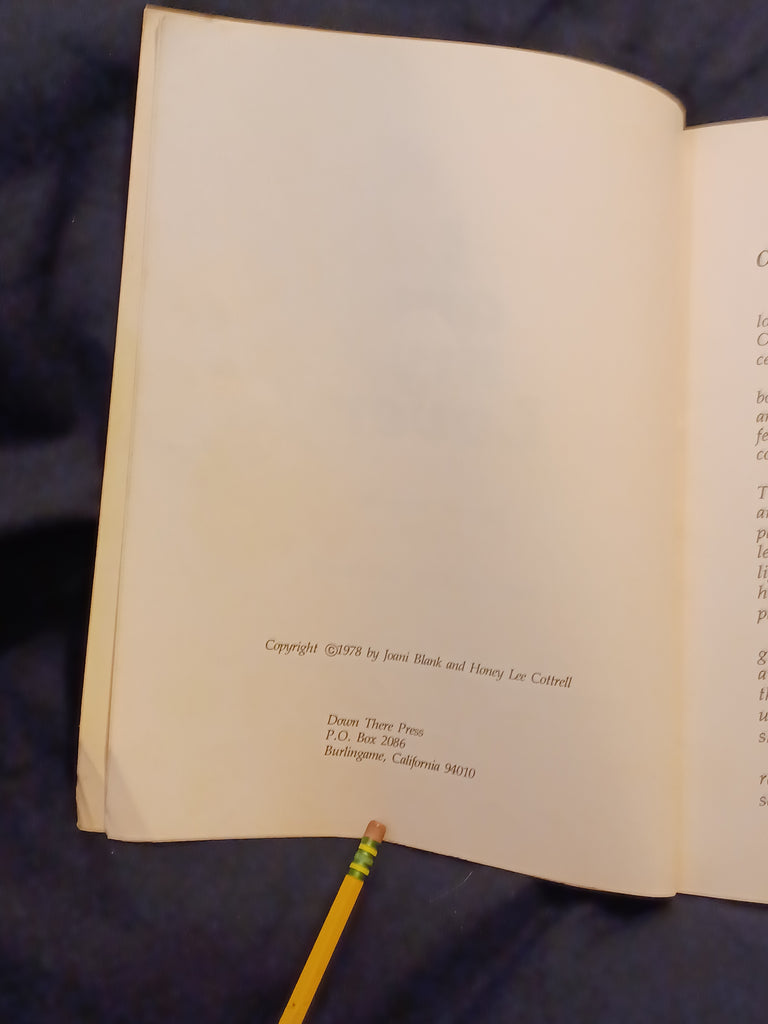 Copyright ©1978 by Joani Blank and Honey Lee Cottrell
Down There Press
P.O. Box 2086
Burlingame, California 94010